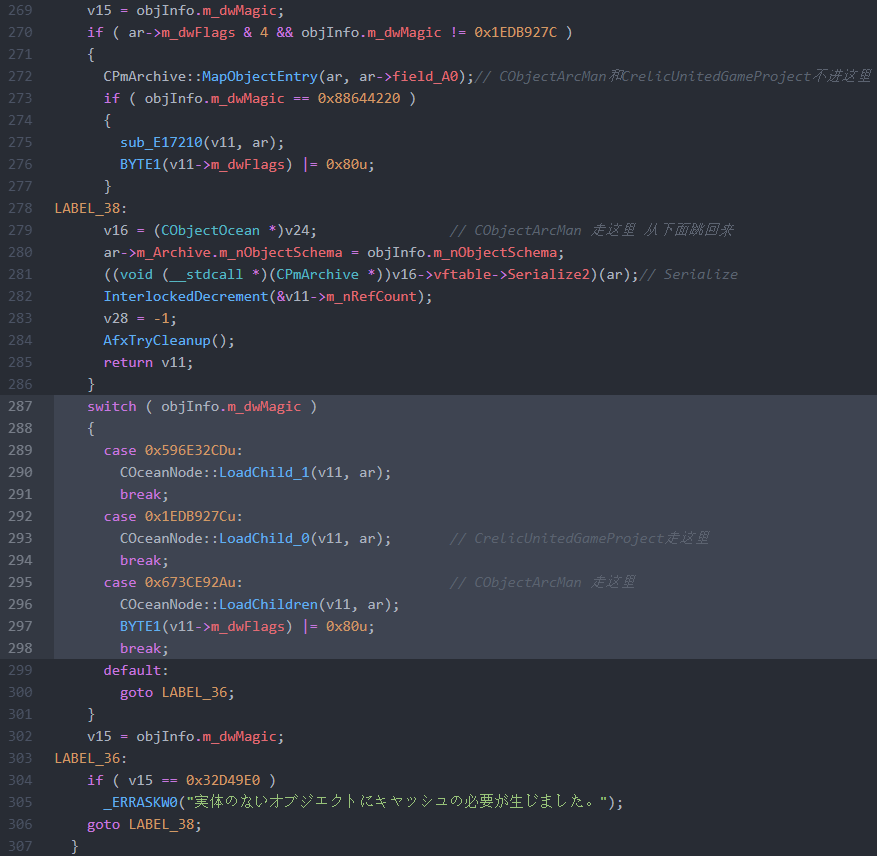 269 v15 = objInfo.m_dwMagic;
270 if ( ar->m_dwFlags & 4 && objInfo.m_dwMagic != 0x1EDB927C )
271 {
272 CPmArchive::MapObjectEntry(ar, ar->field_A0);// CObjectArcMan和CrelicUnitedGameProject不进这里
273 if ( objInfo.m_dwMagic == 0x88644220 )
274 {
275 sub_E17210(v11, ar);
276 BYTE1(v11->m_dwFlags) |= 0x80u;
277 }
278 LABEL_38:
279 v16 = (CObjectOcean *)v24; // CObjectArcMan 走这里 从下面跳回来
280 ar->m_Archive.m_nObjectSchema = objInfo.m_nObjectSchema;
281 ((void (__stdcall *)(CPmArchive *))v16->vftable->Serialize2)(ar);// Serialize
282 InterlockedDecrement(&v11->m_nRefCount);
283 v28 = -1;
284 AfxTryCleanup();
285 return v11;
286 }
287 switch ( objInfo.m_dwMagic )
288 {
289 case 0x596E32CDu:
290 COceanNode::LoadChild_1(v11, ar);
291 break;
292 case 0x1EDB927Cu:
293 COceanNode::LoadChild_0(v11, ar); // CrelicUnitedGameProject走这里
294 break;
295 case 0x673CE92Au: // CObjectArcMan 走这里
296 COceanNode::LoadChildren(v11, ar);
297 BYTE1(v11->m_dwFlags) |= 0x80u;
298 break;
299 default:
300 goto LABEL_36;
301 }
302 v15 = objInfo.m_dwMagic;
303 LABEL_36:
304 if ( v15 == 0x32D49E0 )
305 _ERRASKW0("実体のないオブジェクトにキャッシュの必要が生じました。");
306 goto LABEL_38;
307 }